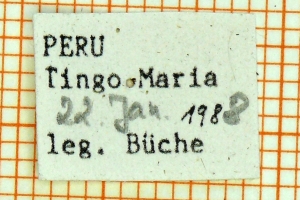 PERU
Tingo Maria
22. Jan. 1988
leg. Büche